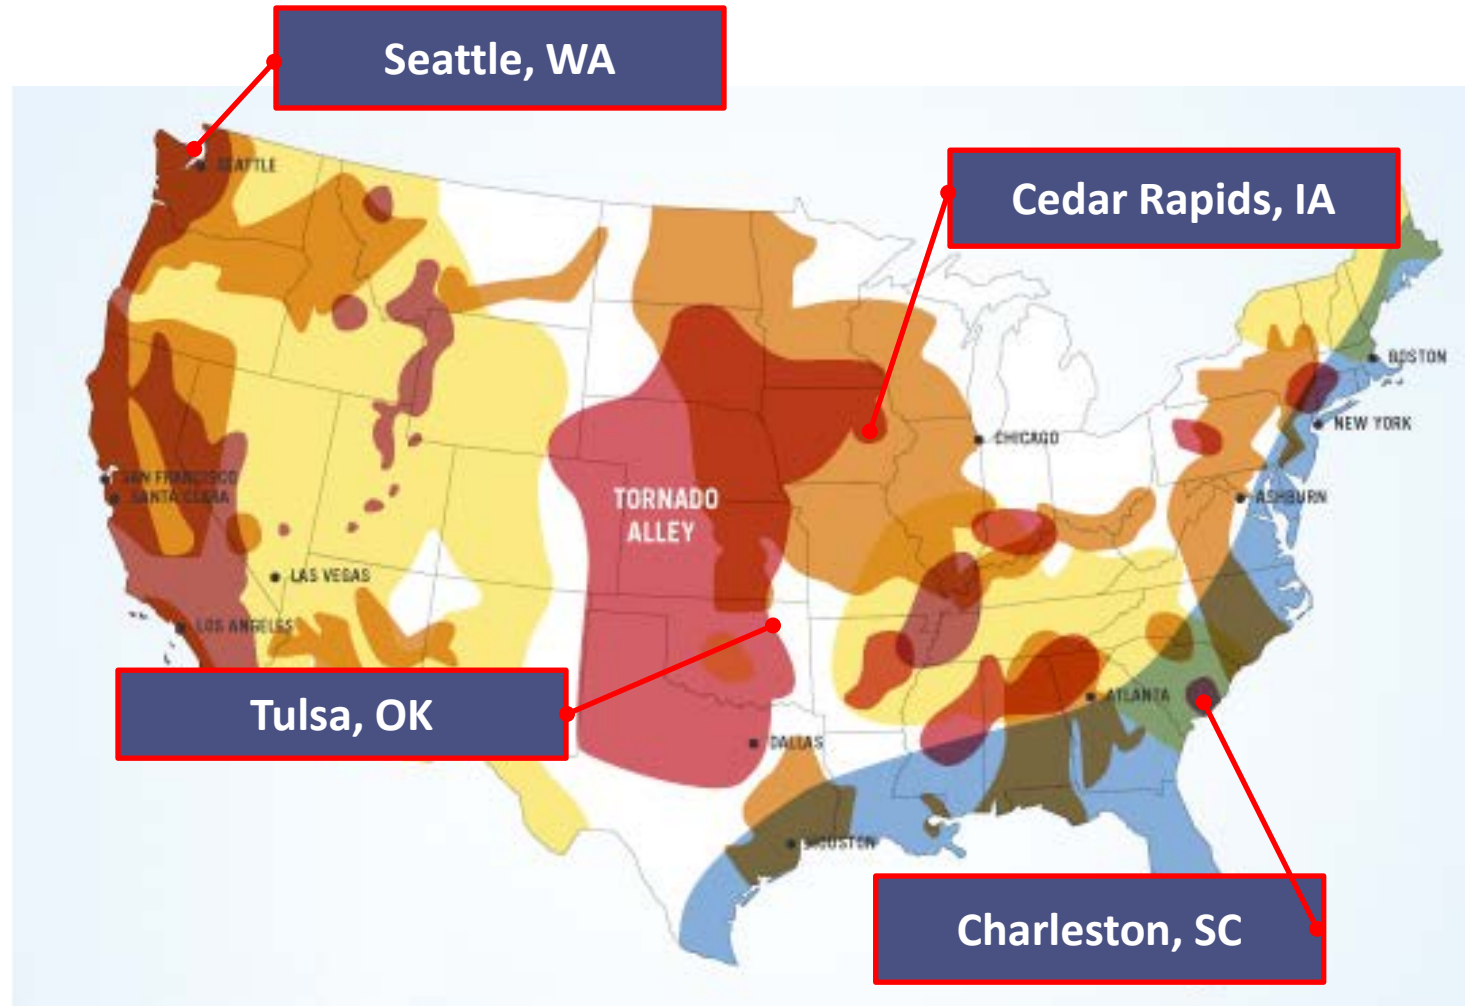 Seattle, WA
SEATTLE
Cedar Rapids, IA
BOSTON
NEW YORK
CHICAGO
SAN FRANCISCO
SANTA CLARA
TORNADO
ALLEY
ASHBURN
LAS VEGAS
LOS ANGELES
Tulsa, OK
ATLANTA
DALLAS
HOUSTON
Charleston, SC